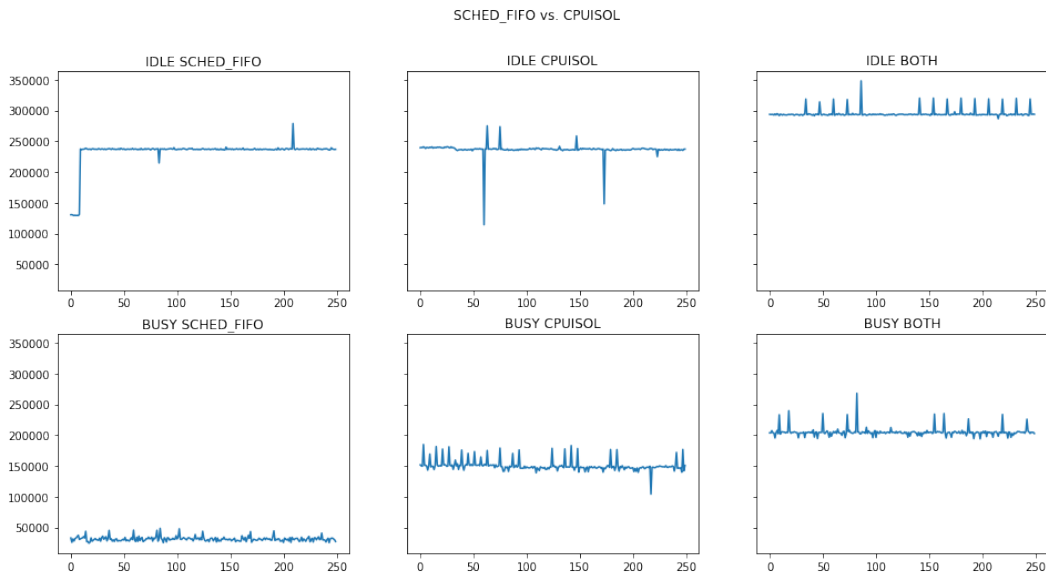 SCHED_FIFO vs. CPUISOL
IDLE SCHED_FIFO
350000
300000
250000
200000
150000
100000
50000
0 50 100 150 200 250
IDLE CPUISOL
0 50 100 150 200 250
IDLE BOTH
0 50 100 150 200 250
BUSY SCHED_FIFO
350000
300000
250000
200000
150000
100000
50000
0 50 100 150 200 250
BUSY CPUISOL
0 50 100 150 200 250
BUSY BOTH
0 50 100 150 200 250